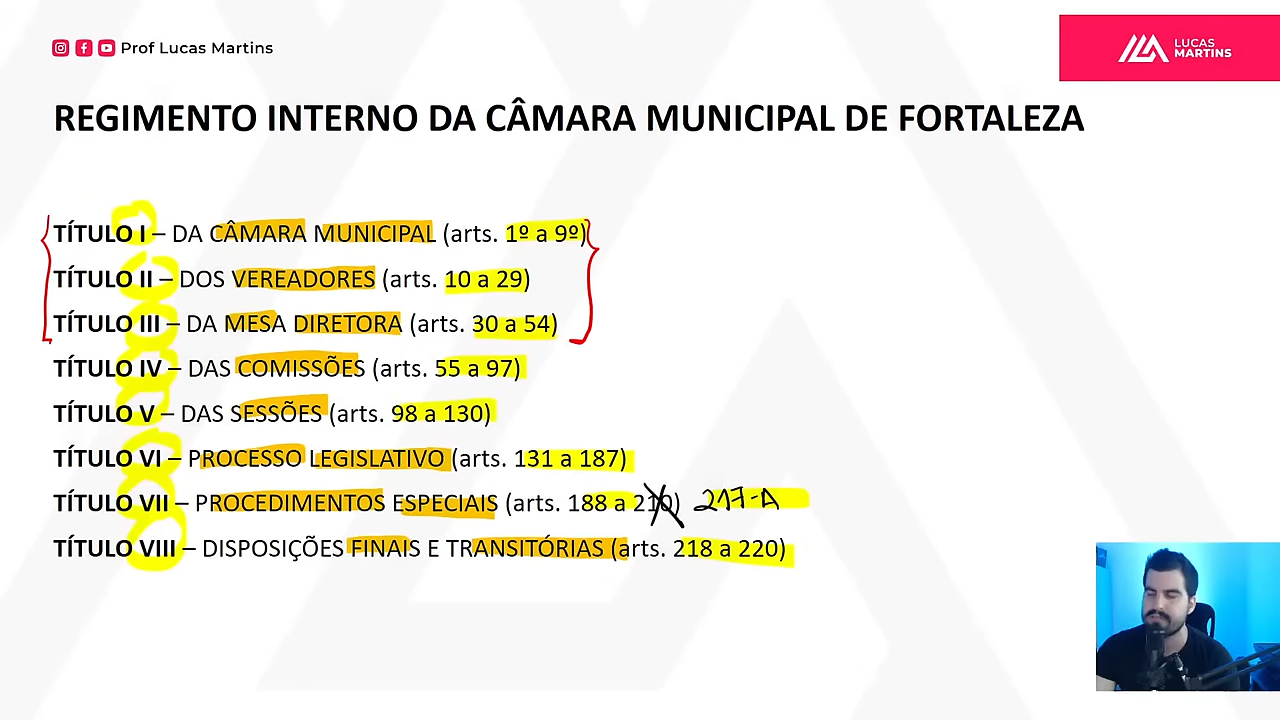 Prof Lucas Martins
LUCAS
MARTINS
REGIMENTO INTERNO DA CÂMARA MUNICIPAL DE FORTALEZA
TÍTULO I – DA CÂMARA MUNICIPAL (arts. 1º a 9º)
TÍTULO II – DOS VEREADORES (arts. 10 a 29)
TÍTULO III – DA MESA DIRETORA (arts. 30 a 54)
TÍTULO IV – DAS COMISSÕES (arts. 55 a 97)
TÍTULO V – DAS SESSÕES (arts. 98 a 130)
TÍTULO VI – PROCESSO LEGISLATIVO (arts. 131 a 187)
TÍTULO VII – PROCEDIMENTOS ESPECIAIS (arts. 188 a 210) 217-A
TÍTULO VIII – DISPOSIÇÕES FINAIS E TRANSITÓRIAS (arts. 218 a 220)